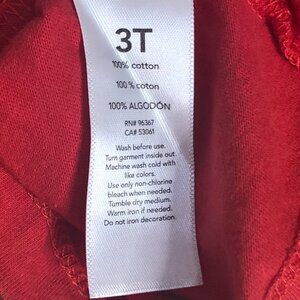 3T
100% cotton
100 % coton
100% ALGODÓN
RN# 96367
CA# 53061
Wash before use.
Turn garment inside out.
Machine wash cold with
like colors.
Use only non-chlorine
bleach when needed.
Tumble dry medium.
Warm iron if needed.
Do not iron decoration.